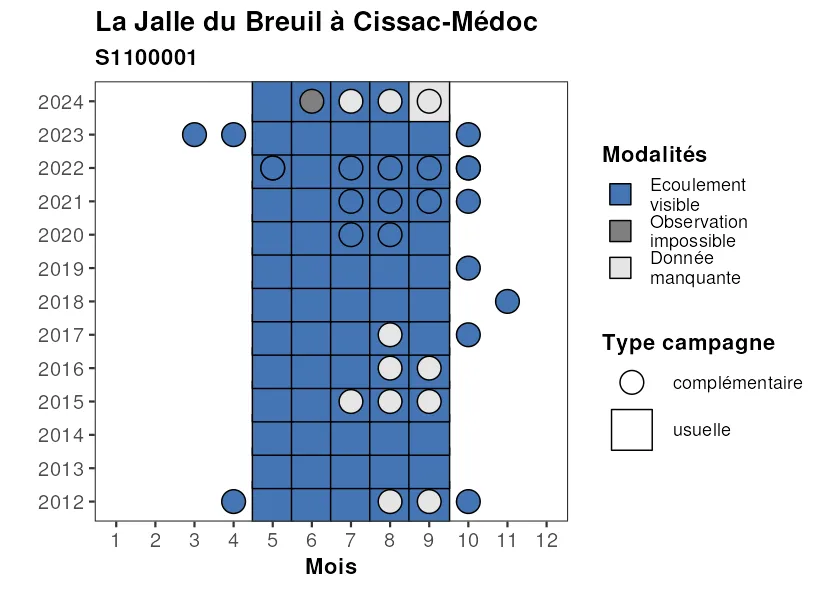 La Jalle du Breuil à Cissac-Médoc
S1100001
2024
2023
2022
2021
2020
2019
2018
2017
2016
2015
2014
2013
2012
1 2 3 4 5 6 7 8 9 10 11 12
Mois
Modalités
Ecoulement
visible
Observation
impossible
Donnée
manquante
Type campagne
complémentaire
usuelle